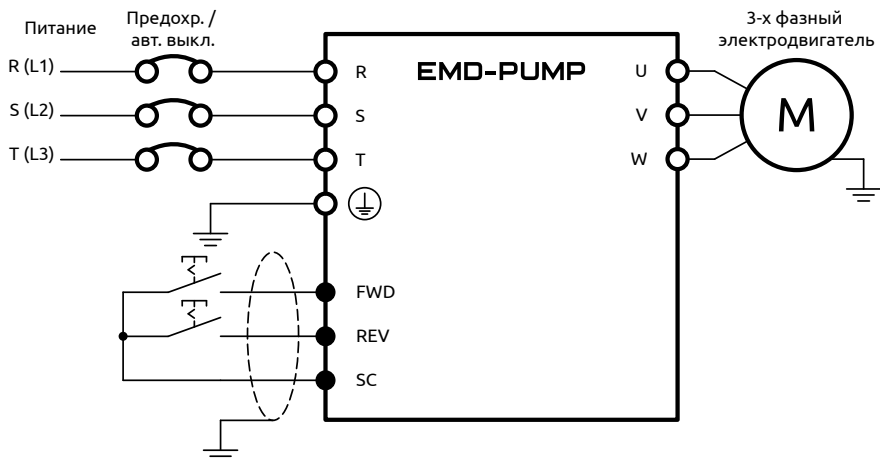 Питание
Предохр. /
авт. выкл.
3-х фазный
электродвигатель
R (L1)
R
EMD-PUMP
U
S (L2)
S
V
M
T (L3)
T
W
FWD
REV
SC